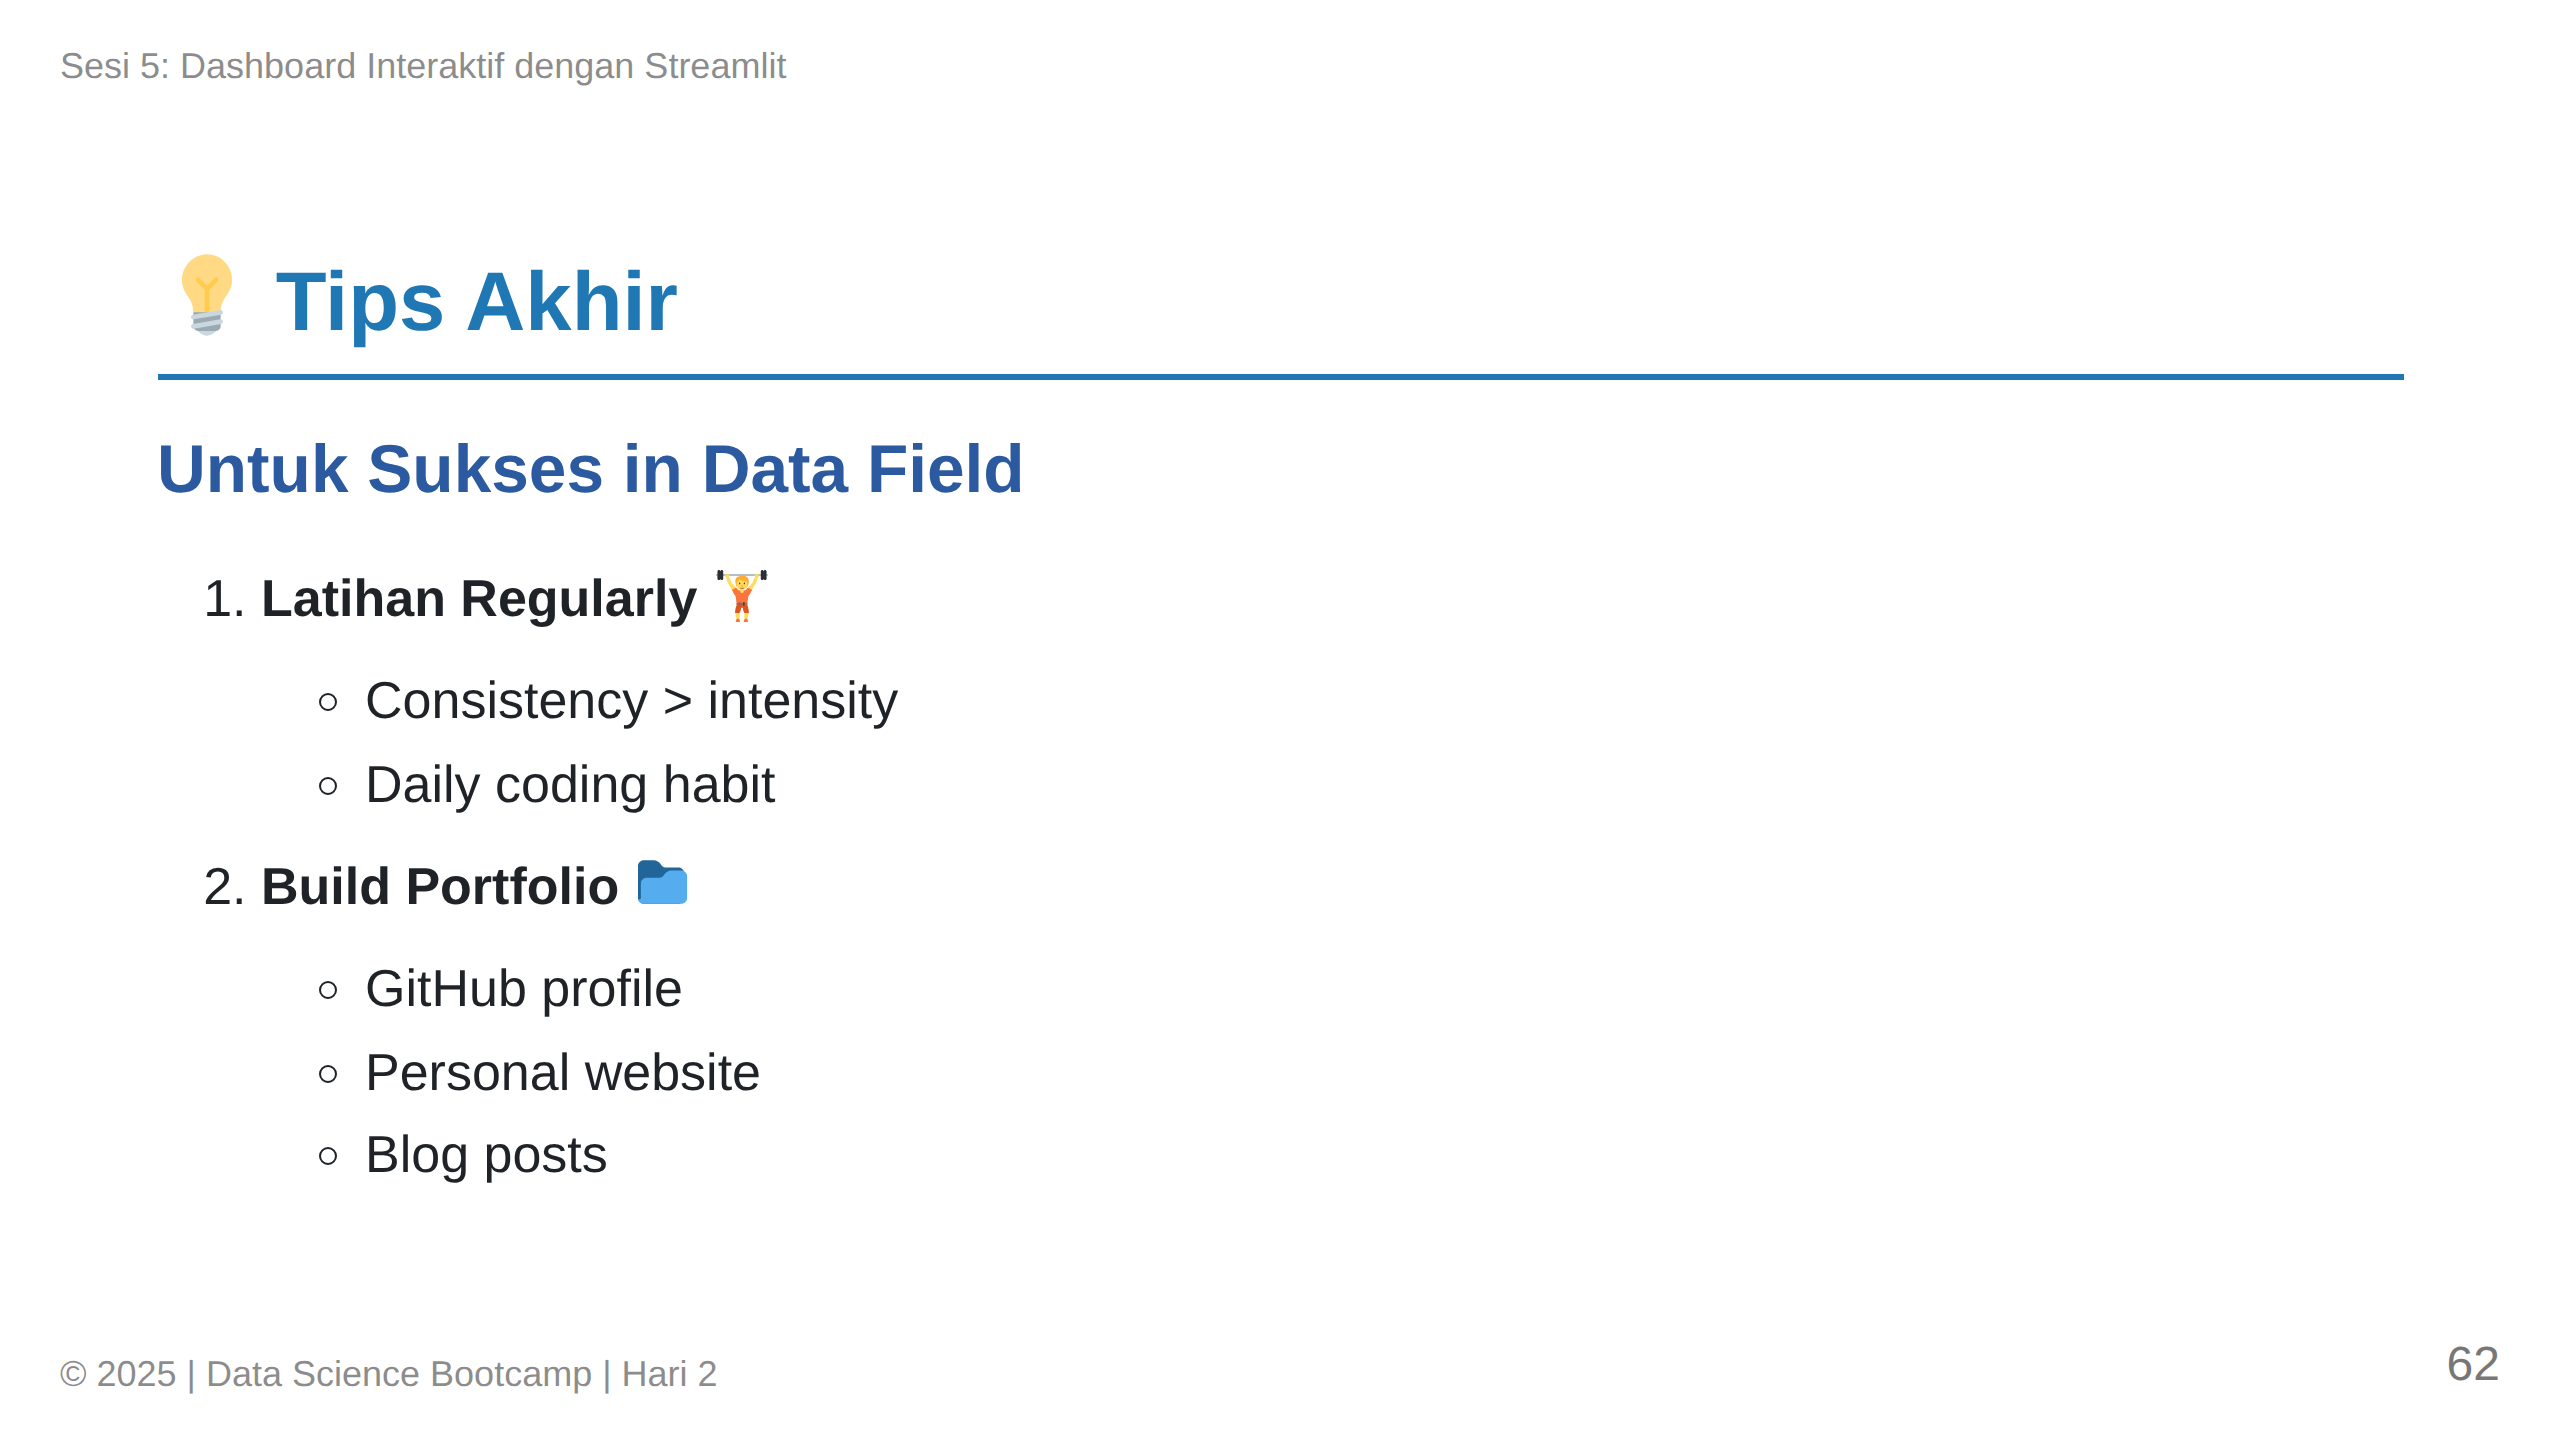 Sesi 5: Dashboard Interaktif dengan Streamlit
💡 Tips Akhir
Untuk Sukses in Data Field
1. Latihan Regularly 🏋️
○ Consistency > intensity
○ Daily coding habit
2. Build Portfolio 📂
○ GitHub profile
○ Personal website
○ Blog posts
© 2025 | Data Science Bootcamp | Hari 2
62